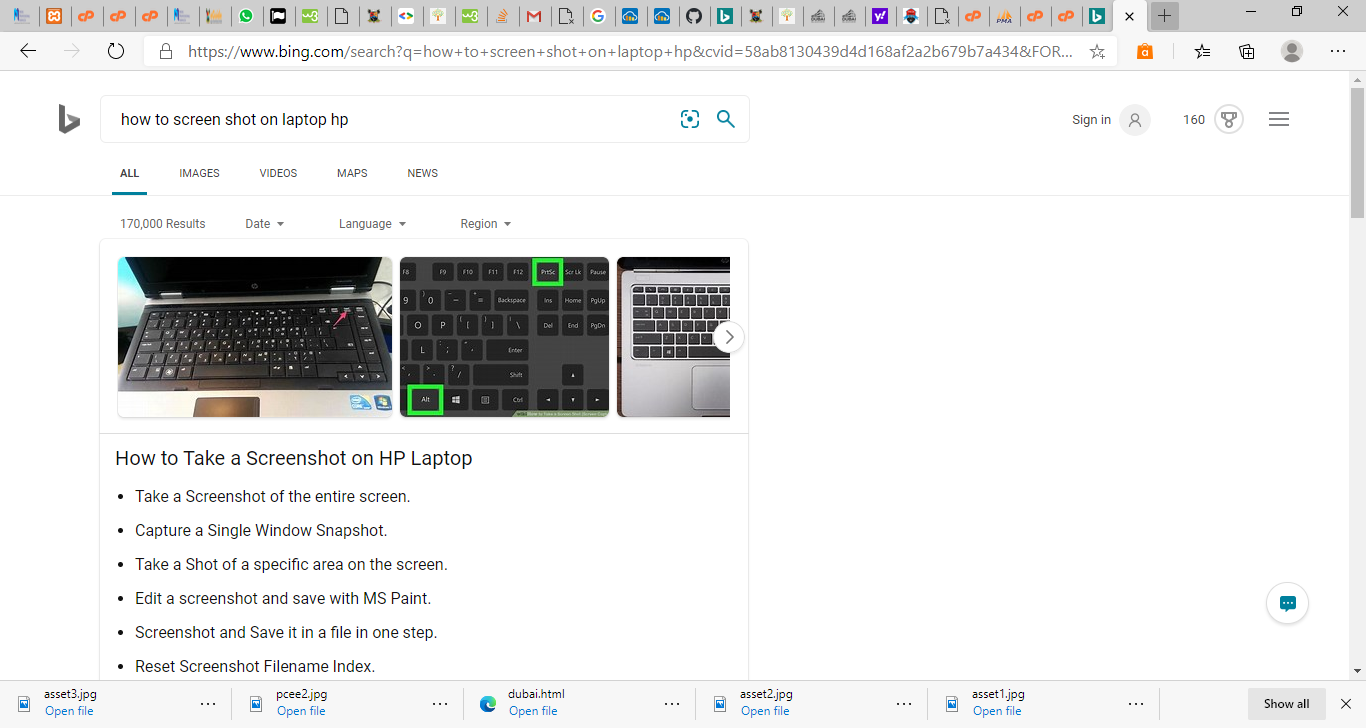 https://www.bing.com/search?q=how+to+screen+shot+on+laptop+hp&cvid=58ab8130439d4d168af2a2b679b7a434&FOR...
how to screen shot on laptop hp
Sign in
160
ALL
IMAGES
VIDEOS
MAPS
NEWS
170,000 Results
Date
Language
Region
F8 F9 F10 F11 F12 PrtSc Scr Lk Pause
9 ) 0 - = Backspace Ins Home PgUp
O P { [ } ] | \ Del End PgDn
L : ; " ' Enter
< , > . ? / Shift
Alt Ctrl
How to Take a Screenshot on HP Laptop
• Take a Screenshot of the entire screen.
• Capture a Single Window Snapshot.
• Take a Shot of a specific area on the screen.
• Edit a screenshot and save with MS Paint.
• Screenshot and Save it in a file in one step.
• Reset Screenshot Filename Index.
asset3.jpg
Open file
pcee2.jpg
Open file
dubai.html
Open file
asset2.jpg
Open file
asset1.jpg
Open file
Show all